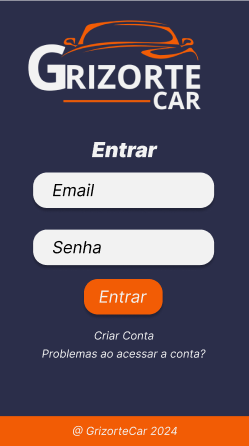 GRIZORTE
CAR
Entrar
Email
Senha
Entrar
Criar Conta
Problemas ao acessar a conta?
@ GrizorteCar 2024